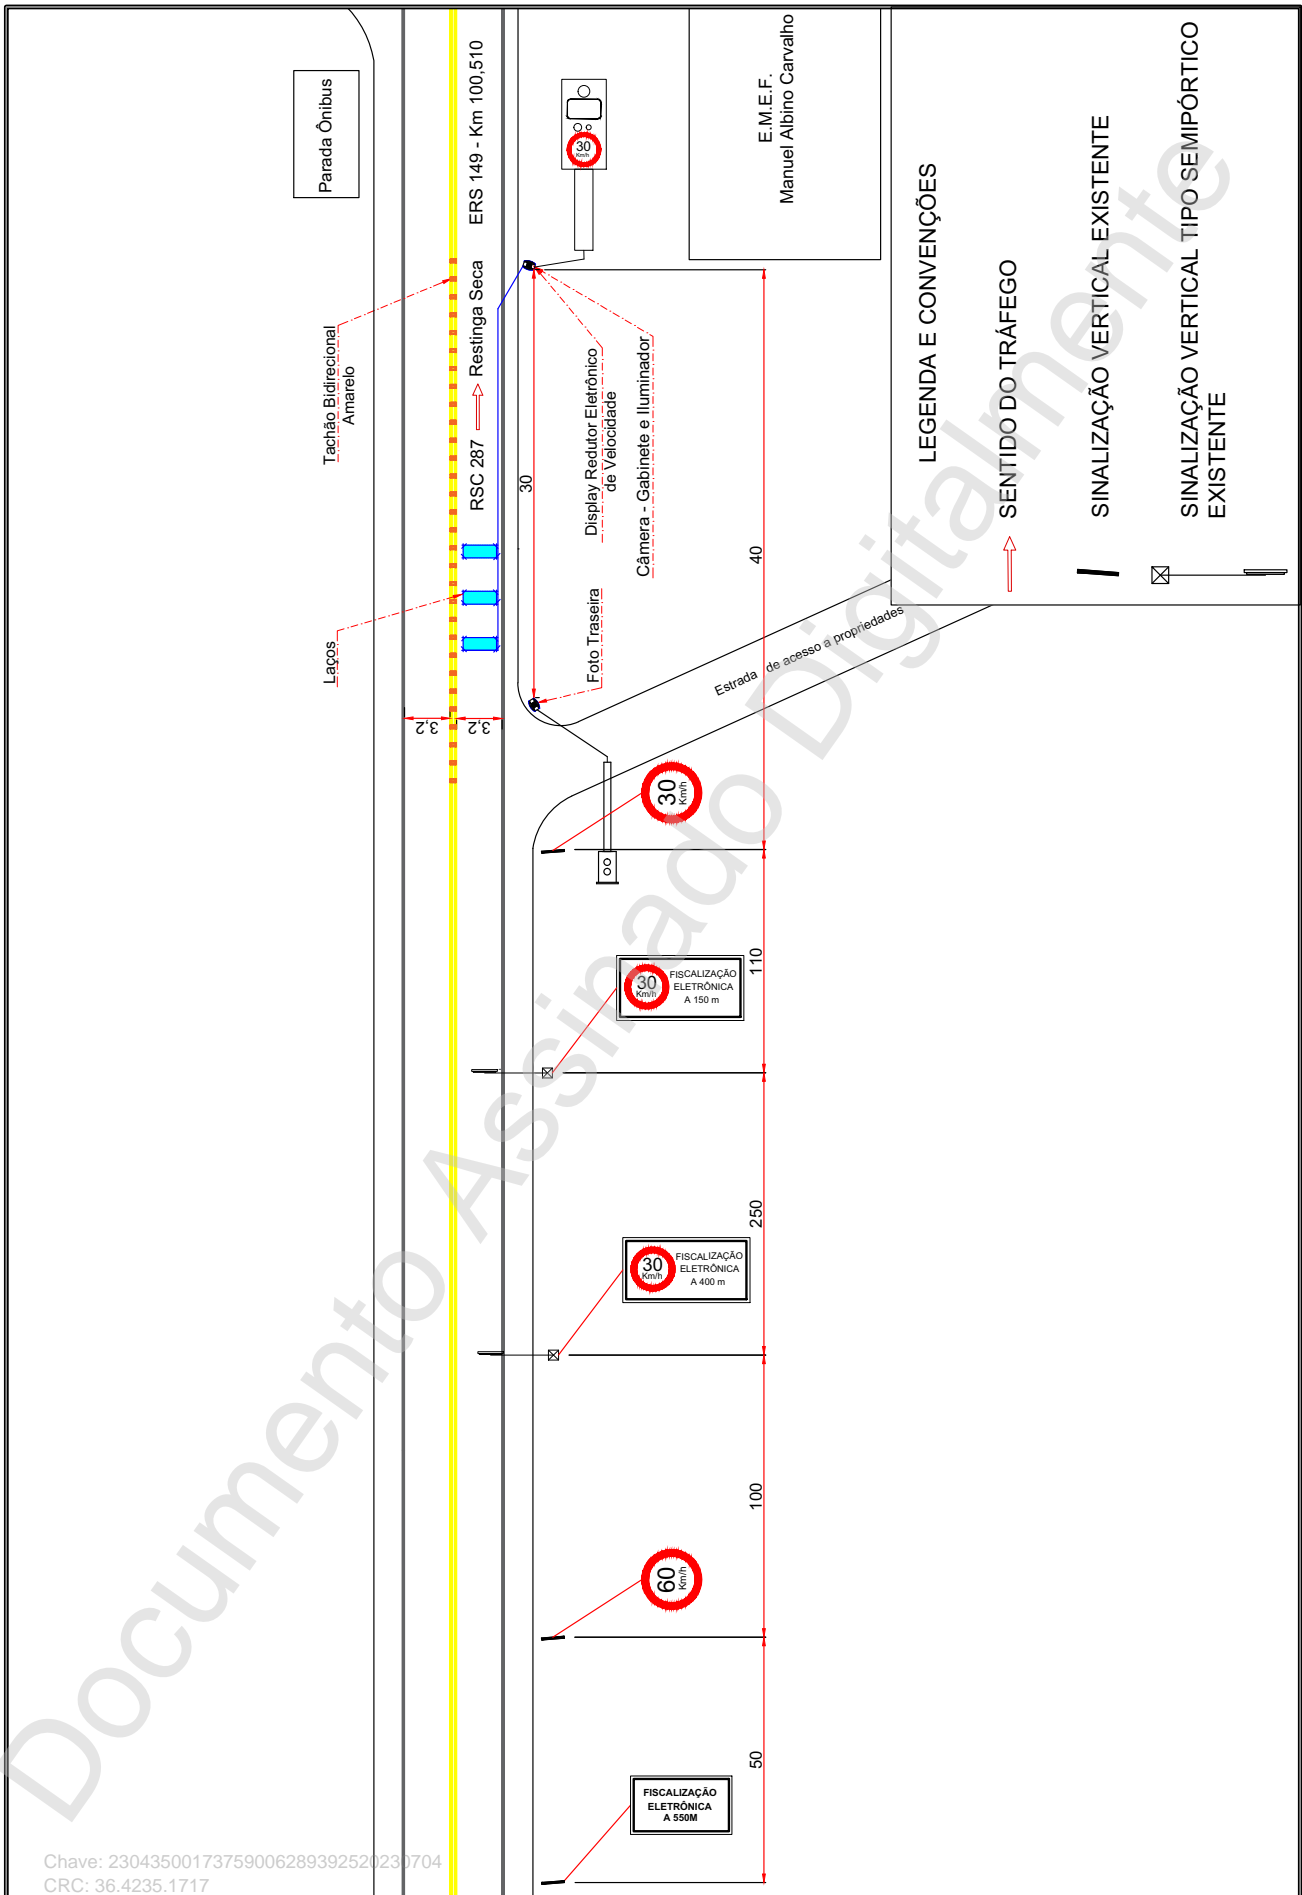 Parada Ônibus
ERS 149 - Km 100,510
30
Km/h
E.M.E.F.
Manuel Albino Carvalho
Tachão Bidirecional
Amarelo
RSC 287
Restinga Seca
30
Display Redutor Eletrônico
de Velocidade
Câmera - Gabinete e Iluminador
Laços
Foto Traseira
40
Estrada de acesso a propriedades
3,2
3,2
30
Km/h
110
30
Km/h
FISCALIZAÇÃO
ELETRÔNICA
A 150 m
250
30
Km/h
FISCALIZAÇÃO
ELETRÔNICA
A 400 m
100
60
Km/h
50
FISCALIZAÇÃO
ELETRÔNICA
A 550M
LEGENDA E CONVENÇÕES
SENTIDO DO TRÁFEGO
SINALIZAÇÃO VERTICAL EXISTENTE
SINALIZAÇÃO VERTICAL TIPO SEMIPÓRTICO
EXISTENTE
Documento Assinado Digitalmente
Chave: 23043500173759006289392520230704
CRC: 36.4235.1717